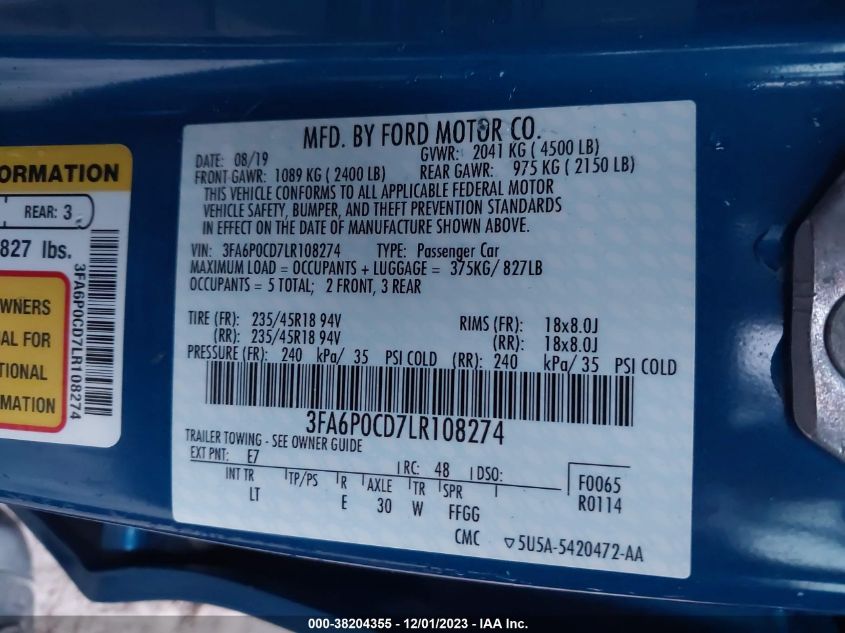 MFD. BY FORD MOTOR CO.
DATE: 08/19 GVWR: 2041 KG ( 4500 LB)
FRONT GAWR: 1089 KG ( 2400 LB) REAR GAWR: 975 KG ( 2150 LB)
THIS VEHICLE CONFORMS TO ALL APPLICABLE FEDERAL MOTOR
VEHICLE SAFETY, BUMPER, AND THEFT PREVENTION STANDARDS
IN EFFECT ON THE DATE OF MANUFACTURE SHOWN ABOVE.
VIN: 3FA6P0CD7LR108274 TYPE: Passenger Car
MAXIMUM LOAD = OCCUPANTS + LUGGAGE = 375KG/ 827LB
OCCUPANTS = 5 TOTAL; 2 FRONT, 3 REAR
TIRE (FR): 235/45R18 94V RIMS (FR): 18x8.0J
(RR): 235/45R18 94V (RR): 18x8.0J
PRESSURE (FR): 240 kPa/ 35 PSI COLD (RR): 240 kPa/ 35 PSI COLD
3FA6P0CD7LR108274
TRAILER TOWING - SEE OWNER GUIDE
EXT PNT: E7 RC: 48 DSO: F0065
INT TR TP/PS R AXLE TR SPR R0114
LT E 30 W FFGG
CMC ▽5U5A-5420472-AA
ORMATION
REAR: 3
827 lbs.
WNERS
AL FOR
TIONAL
RMATION
3FA6P0CD7LR108274
000-38204355 - 12/01/2023 - IAA Inc.